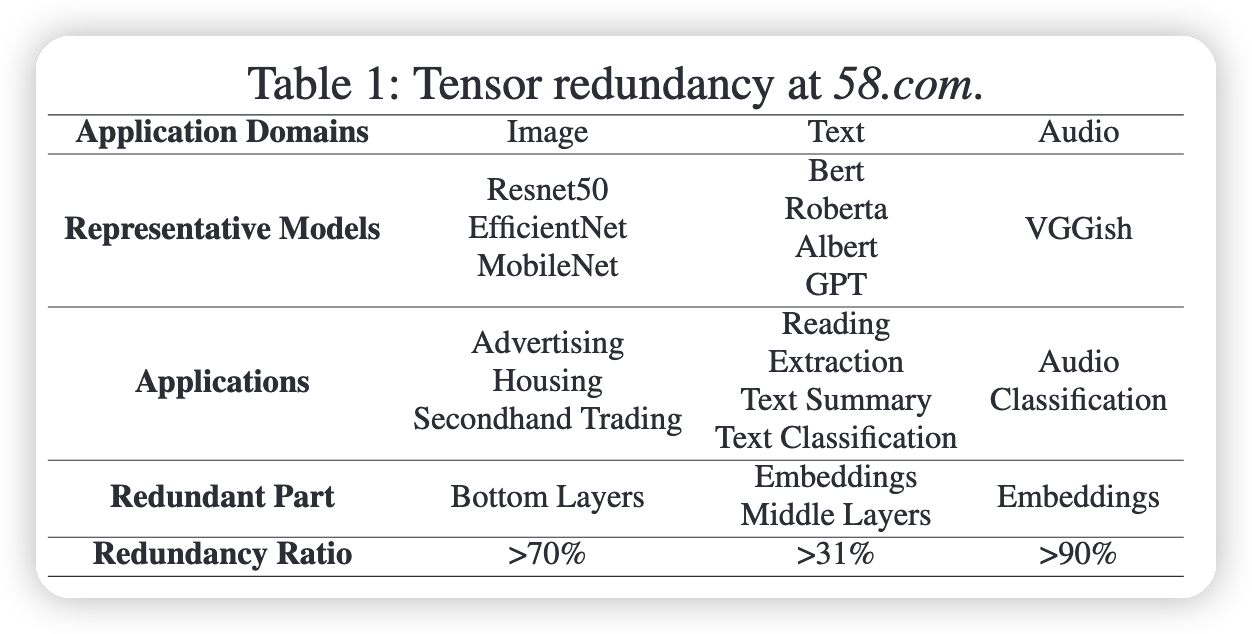 Table 1: Tensor redundancy at 58.com.
Application Domains Image Text Audio
Representative Models
Resnet50
EfficientNet
MobileNet
Bert
Roberta
Albert
GPT
VGGish
Applications
Advertising
Housing
Secondhand Trading
Reading
Extraction
Text Summary
Text Classification
Audio
Classification
Redundant Part
Bottom Layers
Embeddings
Middle Layers
Embeddings
Redundancy Ratio >70% >31% >90%